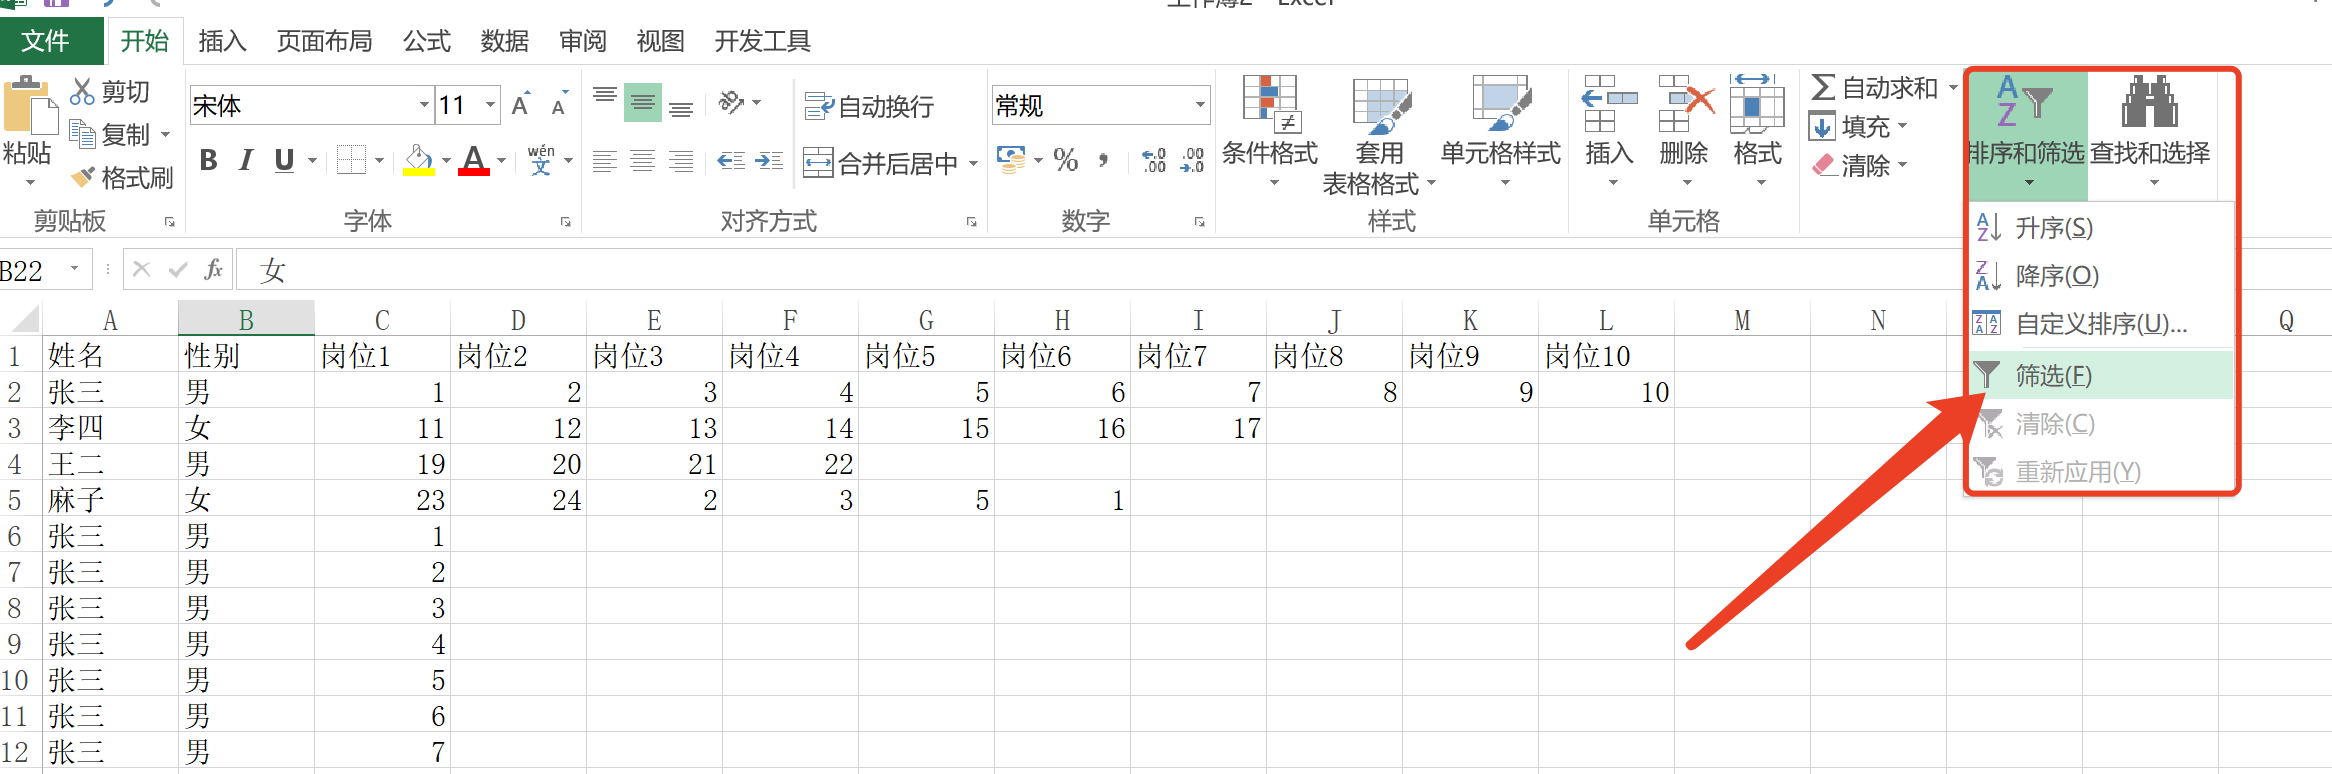 文件 开始 插入 页面布局 公式 数据 审阅 视图 开发工具
剪切
复制
格式刷
粘贴
剪贴板
宋体 11 A A
B I U A wén 文
字体
自动换行
合并后居中
对齐方式
常规
% , .0 .00 .00 .0
数字
条件格式 套用 表格格式 单元格样式
样式
插入 删除 格式
单元格
Σ 自动求和
填充
清除
排序和筛选 查找和选择
升序(S)
降序(O)
自定义排序(U)...
筛选(F)
清除(C)
重新应用(Y)
B22 fx 女
A B C D E F G H I J K L M N Q
1 姓名 性别 岗位1 岗位2 岗位3 岗位4 岗位5 岗位6 岗位7 岗位8 岗位9 岗位10
2 张三 男 1 2 3 4 5 6 7 8 9 10
3 李四 女 11 12 13 14 15 16 17
4 王二 男 19 20 21 22
5 麻子 女 23 24 2 3 5 1
6 张三 男 1
7 张三 男 2
8 张三 男 3
9 张三 男 4
10 张三 男 5
11 张三 男 6
12 张三 男 7